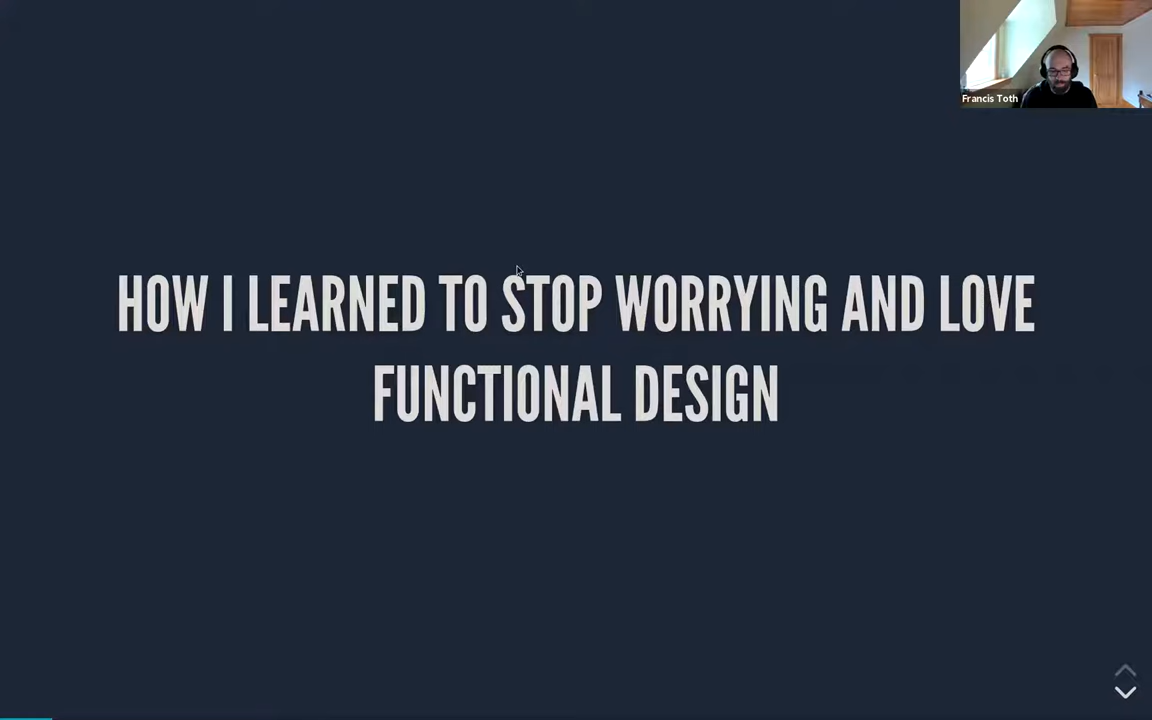 Francis Toth
HOW I LEARNED TO STOP WORRYING AND LOVE
FUNCTIONAL DESIGN